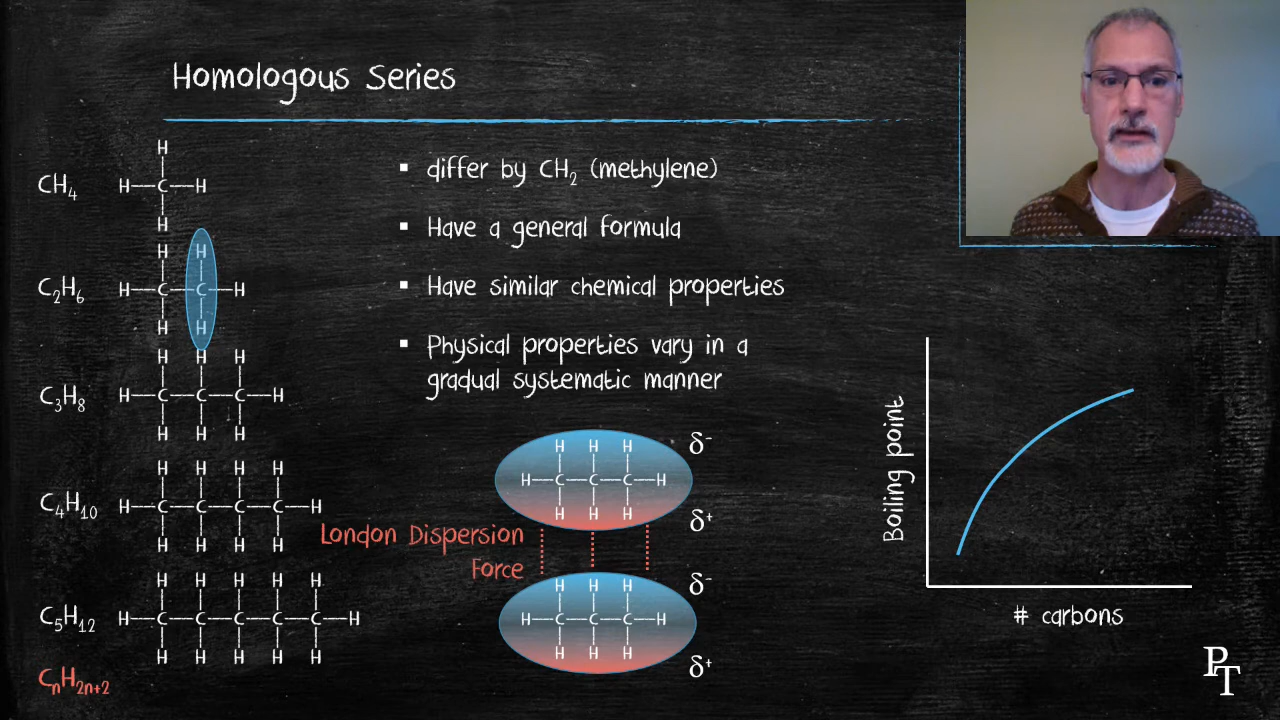 Homologous Series
▪ differ by CH₂ (methylene)
▪ Have a general formula
▪ Have similar chemical properties
▪ Physical properties vary in a
gradual systematic manner
CH₄
H
H—C—H
H
C₂H₆
H H
H—C—C—H
H H
C₃H₈
H H H
H—C—C—C—H
H H H
C₄H₁₀
H H H H
H—C—C—C—C—H
H H H H
C₅H₁₂
H H H H H
H—C—C—C—C—C—H
H H H H H
CₙH₂ₙ₊₂
H H H
H—C—C—C—H
H H H
δ⁻
δ⁺
London Dispersion
Force
H H H
H—C—C—C—H
H H H
δ⁻
δ⁺
Boiling point
# carbons
PT